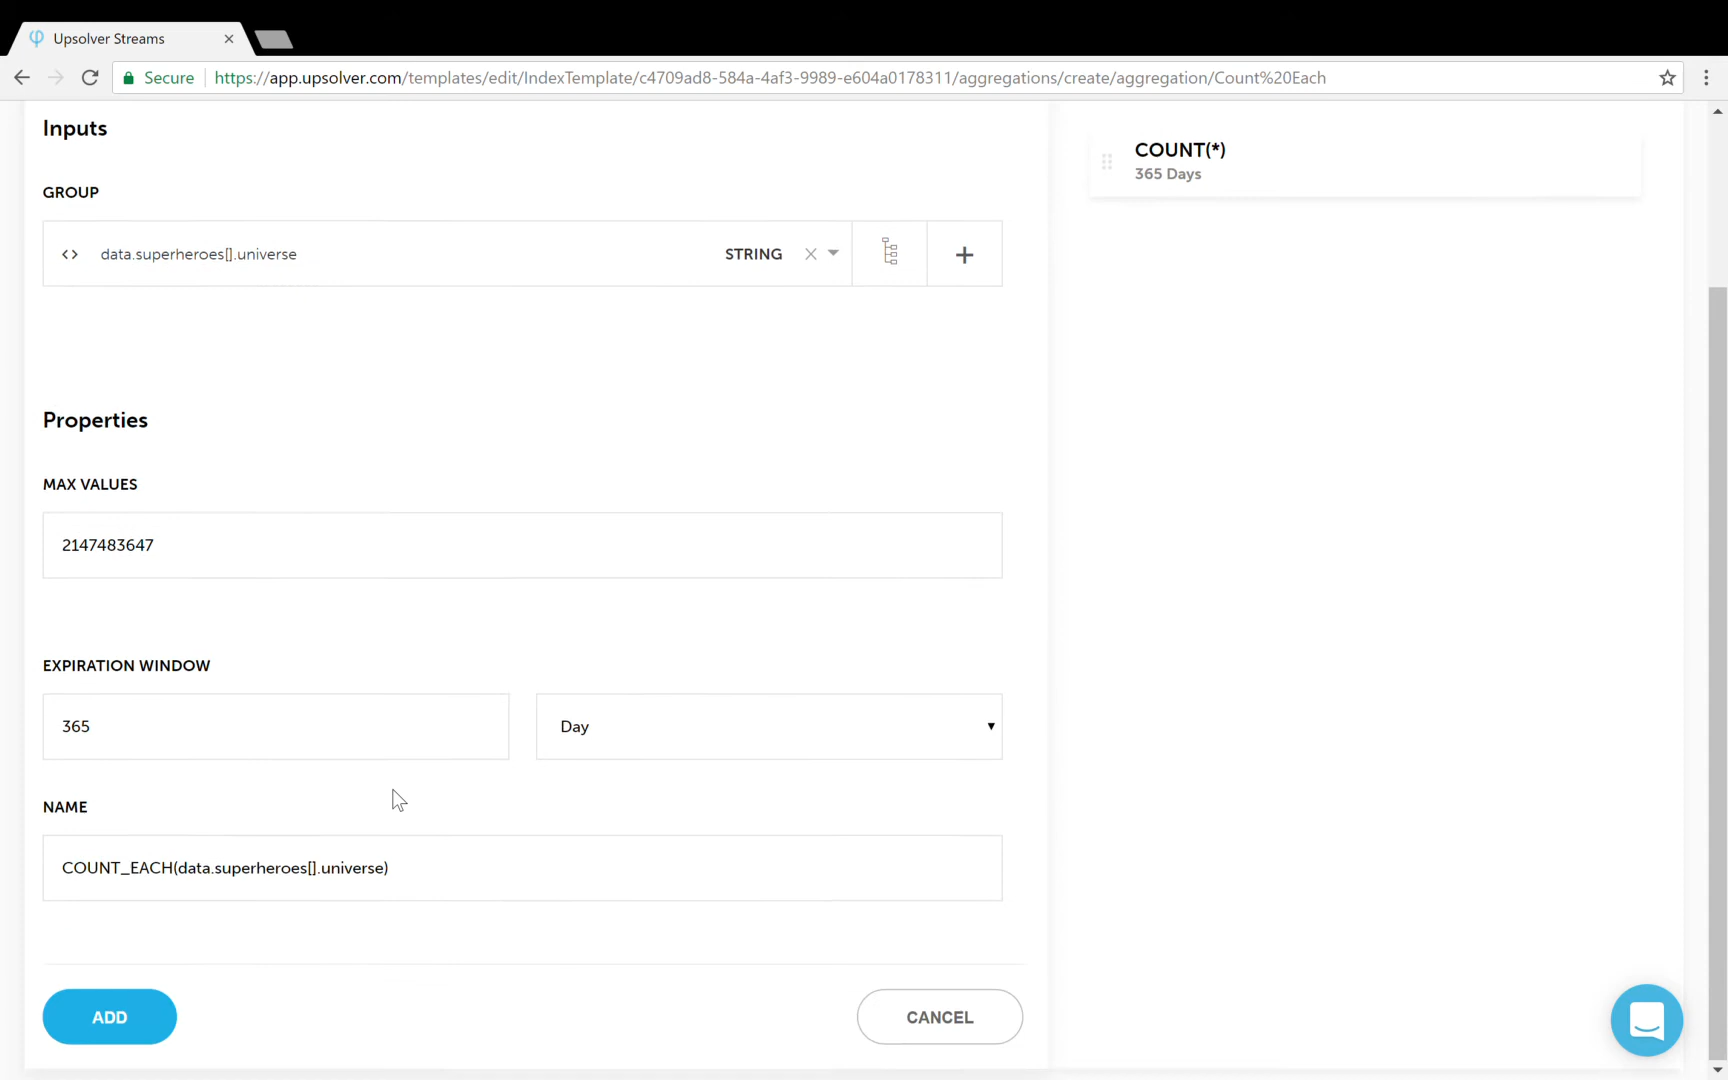 Upsolver Streams
Secure https://app.upsolver.com/templates/edit/IndexTemplate/c4709ad8-584a-4af3-9989-e604a0178311/aggregations/create/aggregation/Count%20Each
Inputs
GROUP
<> data.superheroes[].universe STRING
COUNT(*)
365 Days
Properties
MAX VALUES
2147483647
EXPIRATION WINDOW
365 Day
NAME
COUNT_EACH(data.superheroes[].universe)
ADD CANCEL